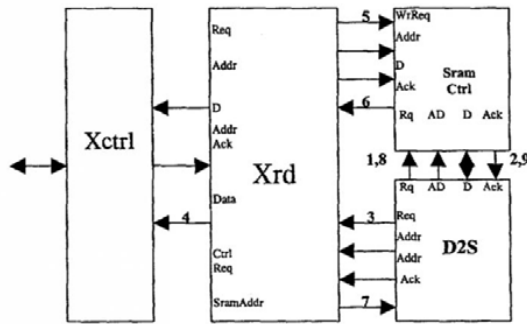 Xctrl
Req
Addr
D
Addr
Ack
Xrd
Data
4
Ctrl
Req
SramAddr
5
6
3
7
WrReq
Addr
D
Ack
Sram
Ctrl
Rq AD D Ack
1,8 2,9
Rq AD D Ack
Req
Addr
Addr
Ack
D2S